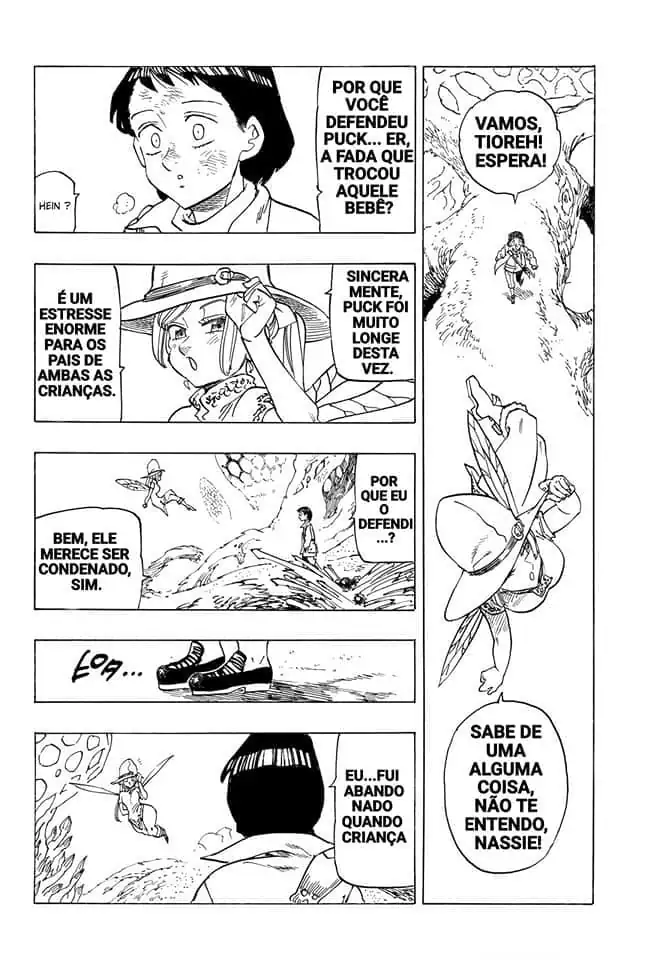 VAMOS,
TIOREH!
ESPERA!
SABE DE
UMA
ALGUMA
COISA,
NÃO TE
ENTENDO,
NASSIE!
POR QUE
VOCÊ
DEFENDEU
PUCK... ER,
A FADA QUE
TROCOU
AQUELE
BEBÊ?
HEIN ?
SINCERA
MENTE,
PUCK FOI
MUITO
LONGE
DESTA
VEZ.
É UM
ESTRESSE
ENORME
PARA OS
PAIS DE
AMBAS AS
CRIANÇAS.
POR
QUE EU
O
DEFENDI
...?
BEM, ELE
MERECE SER
CONDENADO,
SIM.
EU...FUI
ABANDO
NADO
QUANDO
CRIANÇA